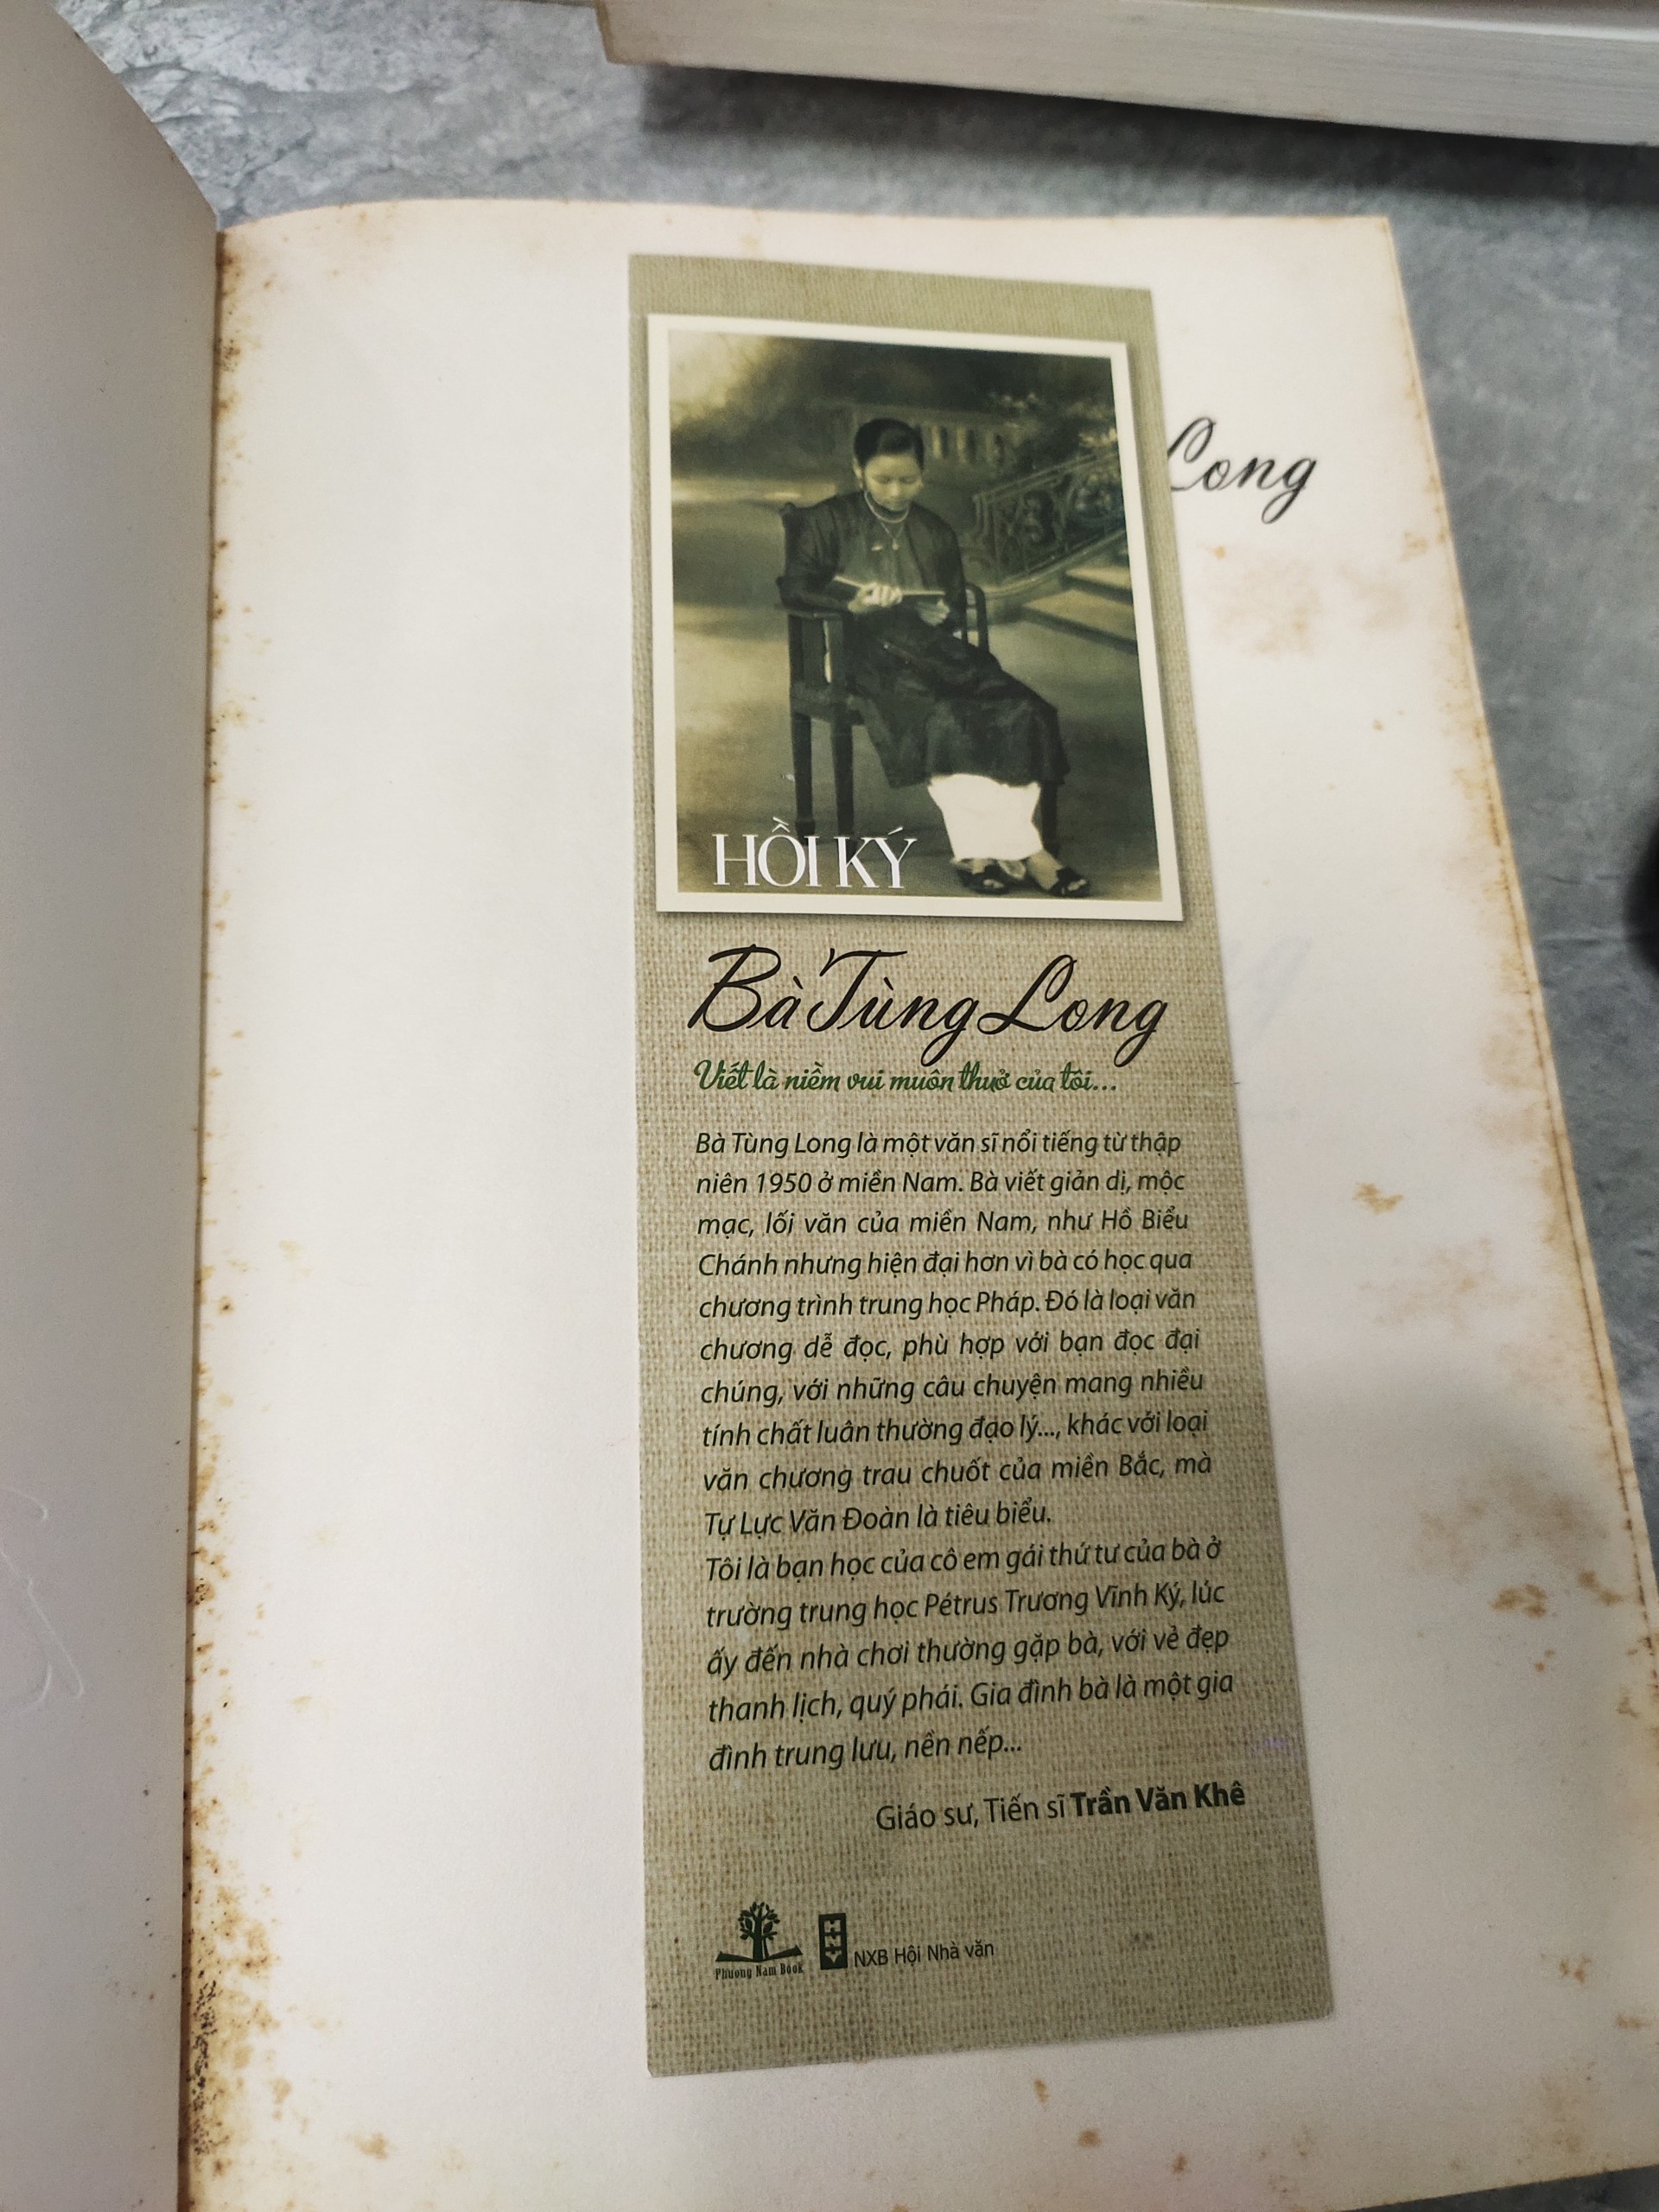 Long
HỒI KÝ
Bà Tùng Long
Viết là niềm vui muôn thuở của tôi...
Bà Tùng Long là một văn sĩ nổi tiếng từ thập
niên 1950 ở miền Nam. Bà viết giản dị, mộc
mạc, lối văn của miền Nam, như Hồ Biểu
Chánh nhưng hiện đại hơn vì bà có học qua
chương trình trung học Pháp. Đó là loại văn
chương dễ đọc, phù hợp với bạn đọc đại
chúng, với những câu chuyện mang nhiều
tính chất luân thường đạo lý..., khác với loại
văn chương trau chuốt của miền Bắc, mà
Tự Lực Văn Đoàn là tiêu biểu.
Tôi là bạn học của cô em gái thứ tư của bà ở
trường trung học Pétrus Trương Vĩnh Ký, lúc
ấy đến nhà chơi thường gặp bà, với vẻ đẹp
thanh lịch, quý phái. Gia đình bà là một gia
đình trung lưu, nền nếp...
Giáo sư, Tiến sĩ Trần Văn Khê
Phuong Nam Book
HNV
NXB Hội Nhà văn